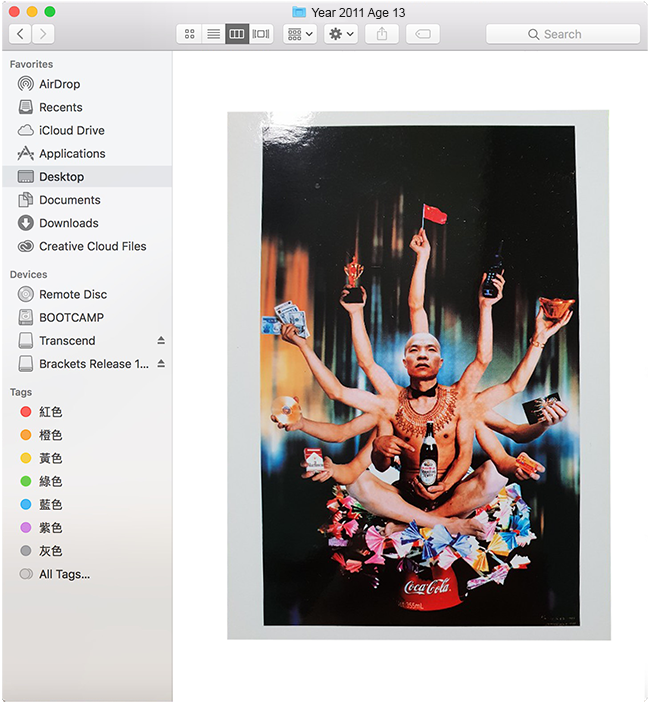 Year 2011 Age 13
Search
Favorites
AirDrop
Recents
iCloud Drive
Applications
Desktop
Documents
Downloads
Creative Cloud Files
Devices
Remote Disc
BOOTCAMP
Transcend
Brackets Release 1...
Tags
紅色
橙色
黃色
綠色
藍色
紫色
灰色
All Tags...
Marlboro
Coca-Cola
355mL